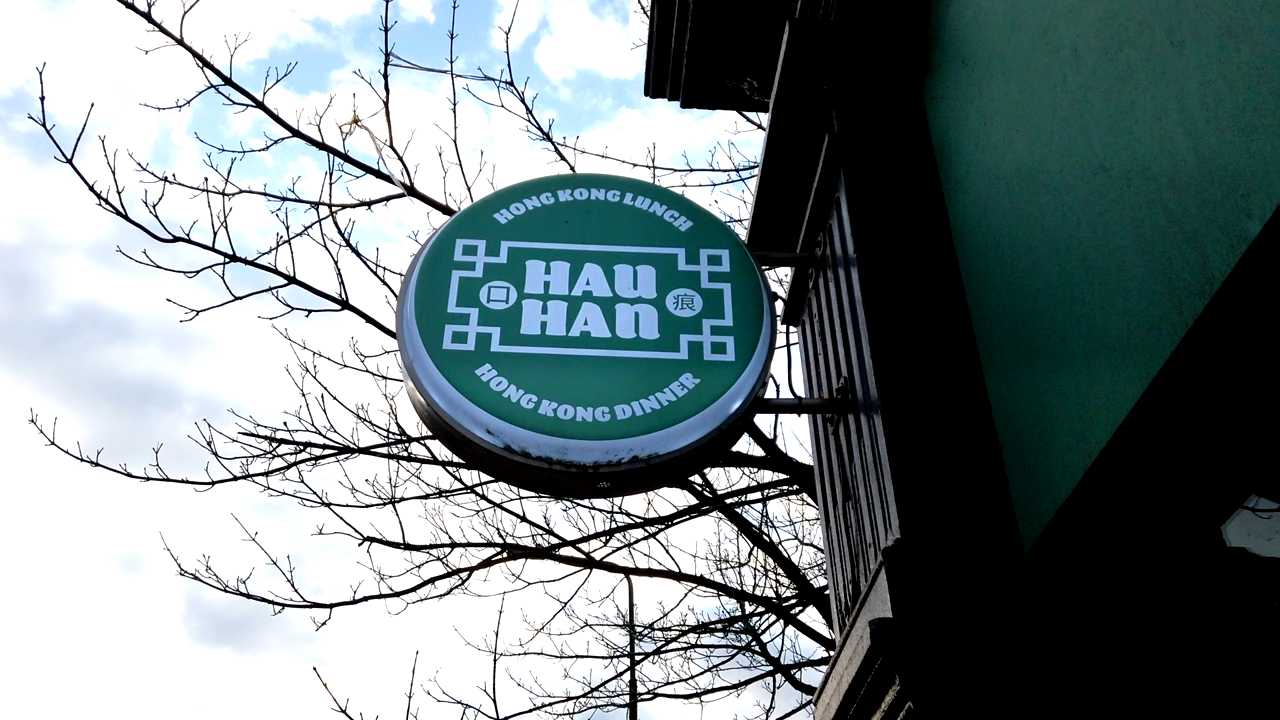 HONG KONG LUNCH
HAU
口 痕
HAN
HONG KONG DINNER